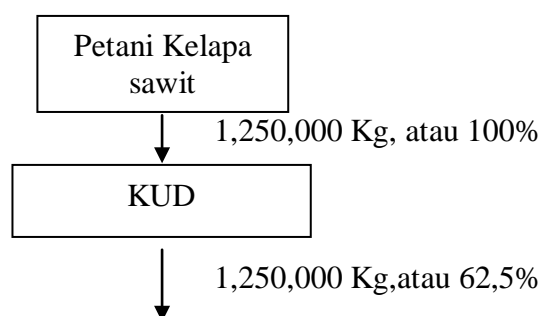 Petani Kelapa
sawit
1,250,000 Kg, atau 100%
KUD
1,250,000 Kg,atau 62,5%